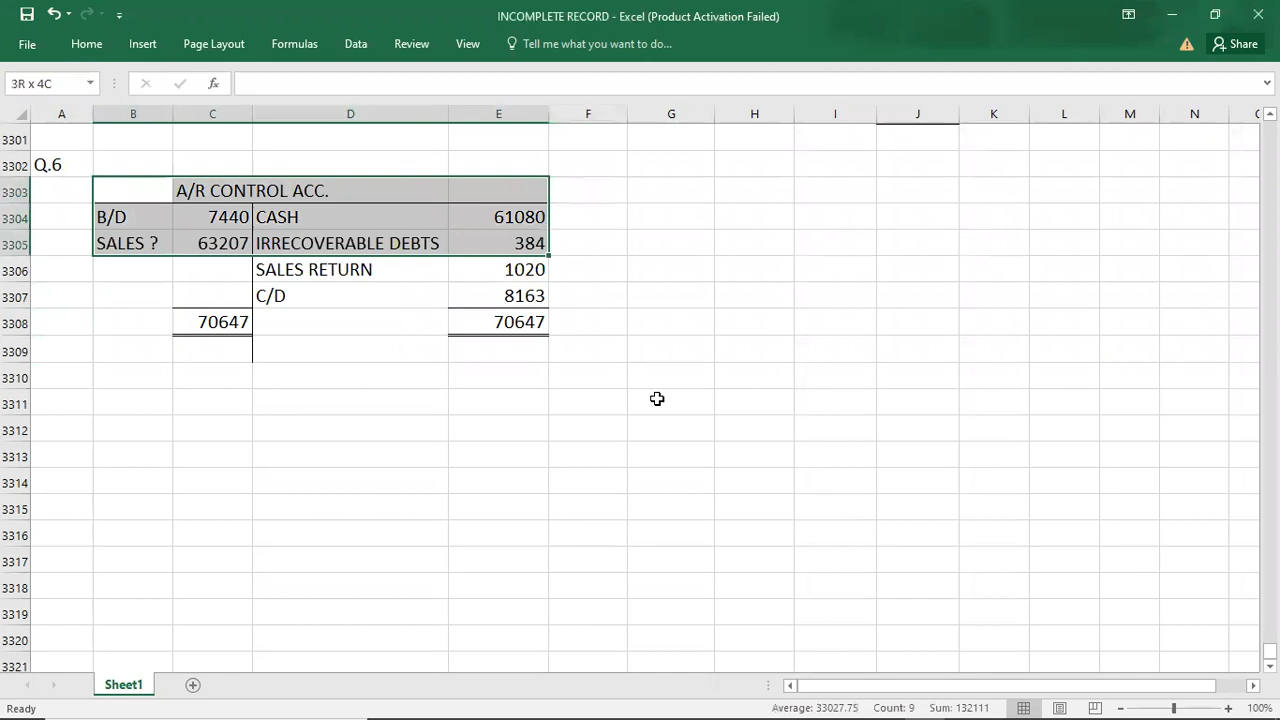 INCOMPLETE RECORD - Excel (Product Activation Failed)
File Home Insert Page Layout Formulas Data Review View Tell me what you want to do... Share
3R x 4C fx
A B C D E F G H I J K L M N
3301
3302 Q.6
3303 A/R CONTROL ACC.
3304 B/D 7440 CASH 61080
3305 SALES ? 63207 IRRECOVERABLE DEBTS 384
3306 SALES RETURN 1020
3307 C/D 8163
3308 70647 70647
3309
3310
3311
3312
3313
3314
3315
3316
3317
3318
3319
3320
3321
Sheet1
Ready Average: 33027.75 Count: 9 Sum: 132111 100%